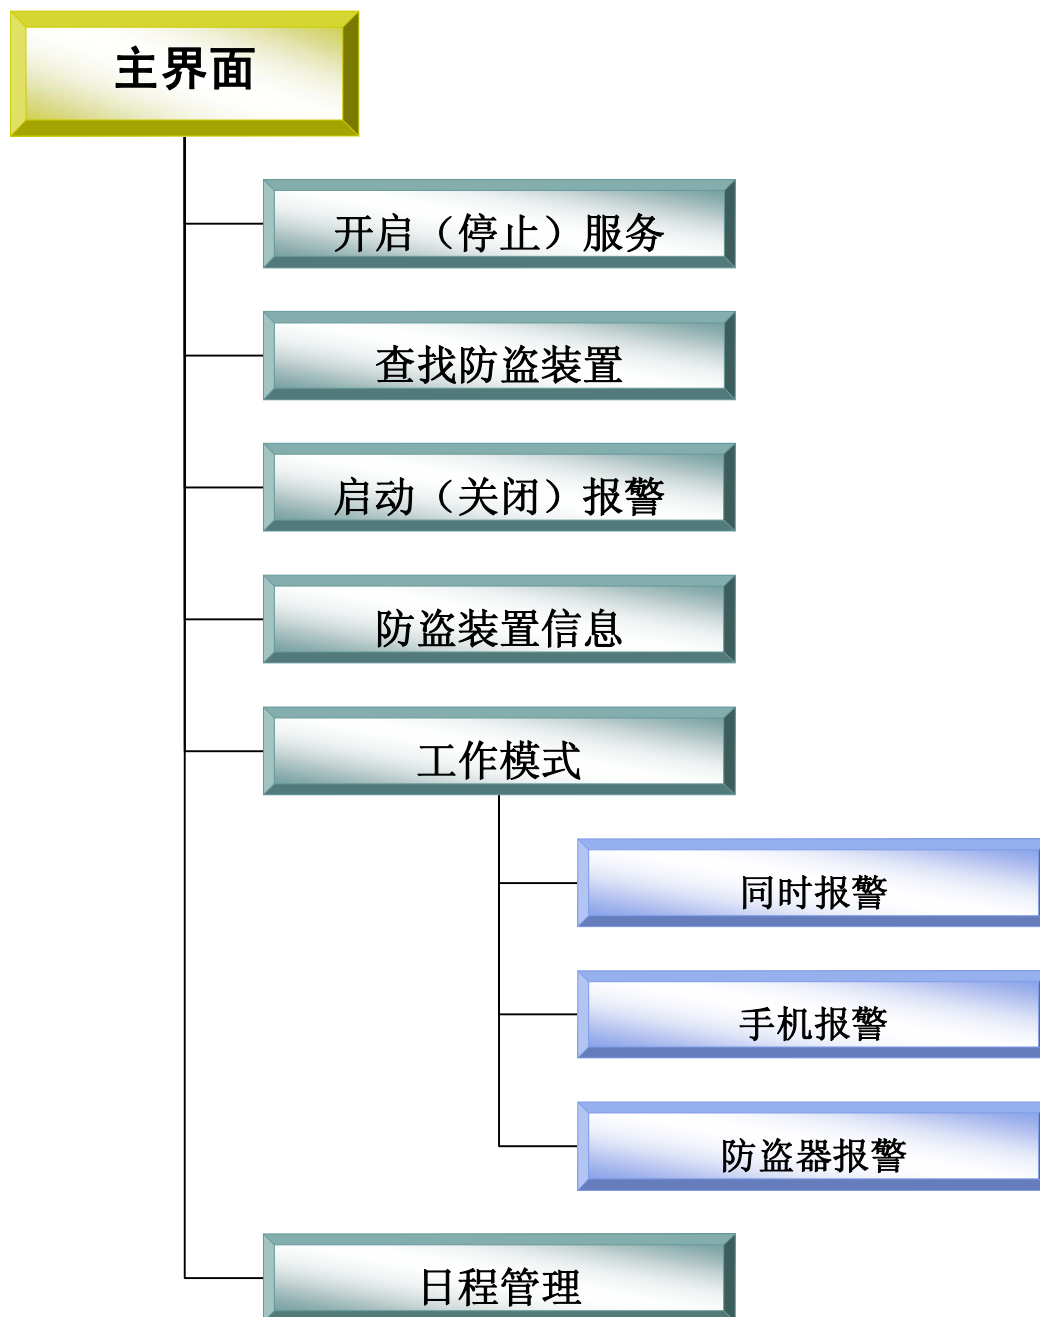 主界面
开启（停止）服务
查找防盗装置
启动（关闭）报警
防盗装置信息
工作模式
同时报警
手机报警
防盗器报警
日程管理